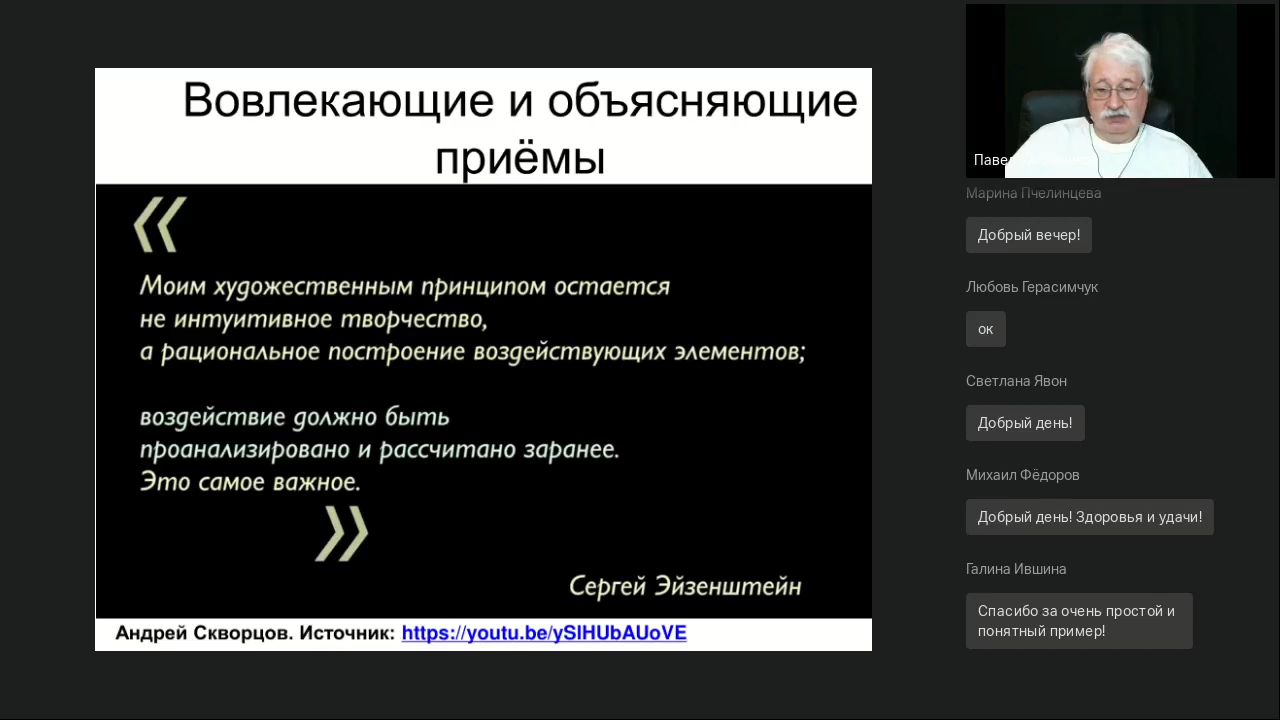 Вовлекающие и объясняющие
приёмы
«
Моим художественным принципом остается
не интуитивное творчество,
а рациональное построение воздействующих элементов;
воздействие должно быть
проанализировано и рассчитано заранее.
Это самое важное.
»
Сергей Эйзенштейн
Андрей Скворцов. Источник: https://youtu.be/ySlHUbAUoVE
Марина Пчелинцева
Добрый вечер!
Любовь Герасимчук
ок
Светлана Явон
Добрый день!
Михаил Фёдоров
Добрый день! Здоровья и удачи!
Галина Ившина
Спасибо за очень простой и
понятный пример!